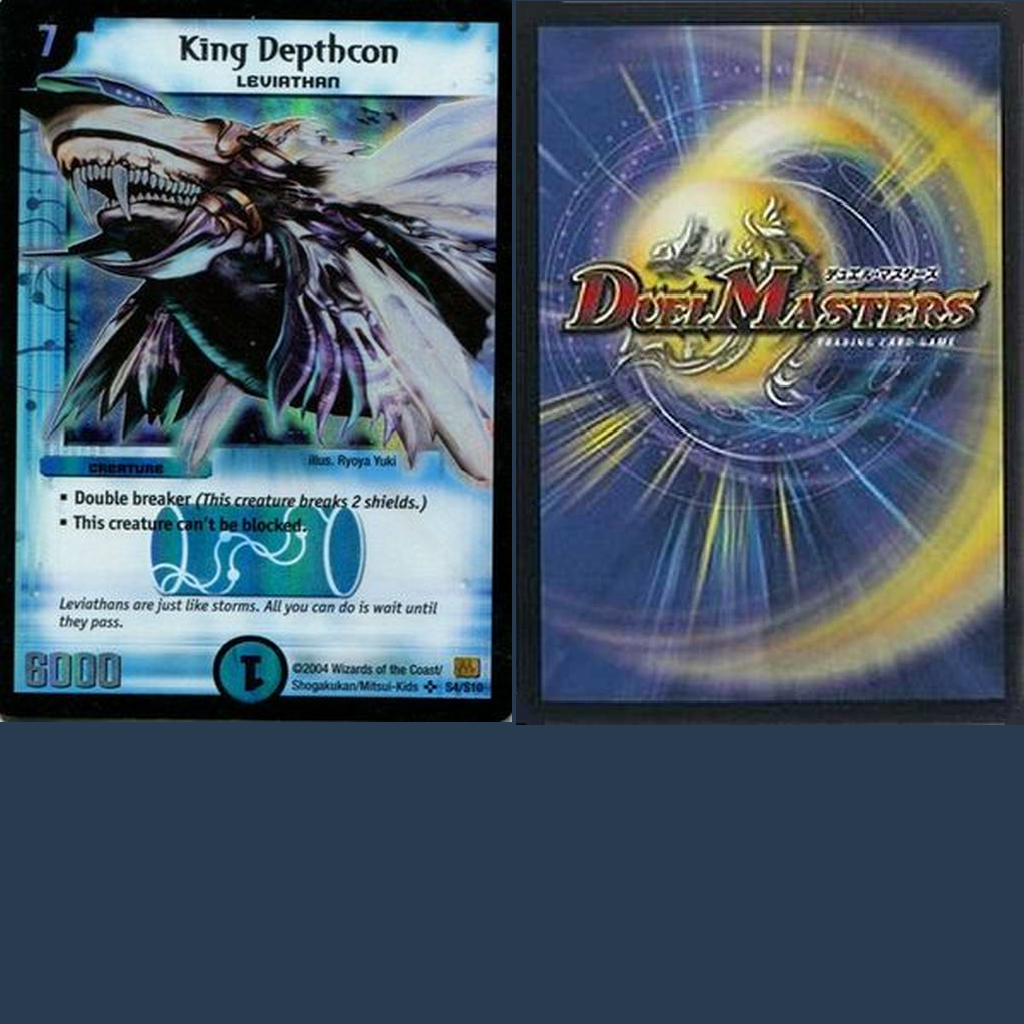 7
King Depthcon
LEVIATHAN
illus. Ryoya Yuki
CREATURE
▪ Double breaker (This creature breaks 2 shields.)
▪ This creature can't be blocked.
Leviathans are just like storms. All you can do is wait until
they pass.
6000
1
©2004 Wizards of the Coast/
Shogakukan/Mitsui-Kids S4/S10
デュエル・マスターズ
DUEL MASTERS
TRADING CARD GAME